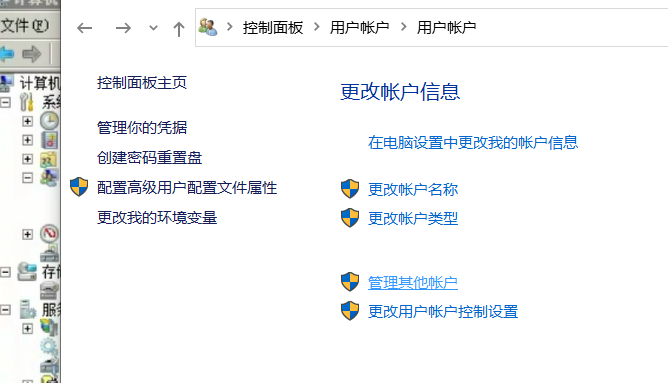 计算机
文件(F)
控制面板 > 用户帐户 > 用户帐户
控制面板主页
管理你的凭据
创建密码重置盘
配置高级用户配置文件属性
更改我的环境变量
更改帐户信息
在电脑设置中更改我的帐户信息
更改帐户名称
更改帐户类型
管理其他帐户
更改用户帐户控制设置
计算机
系
存
服